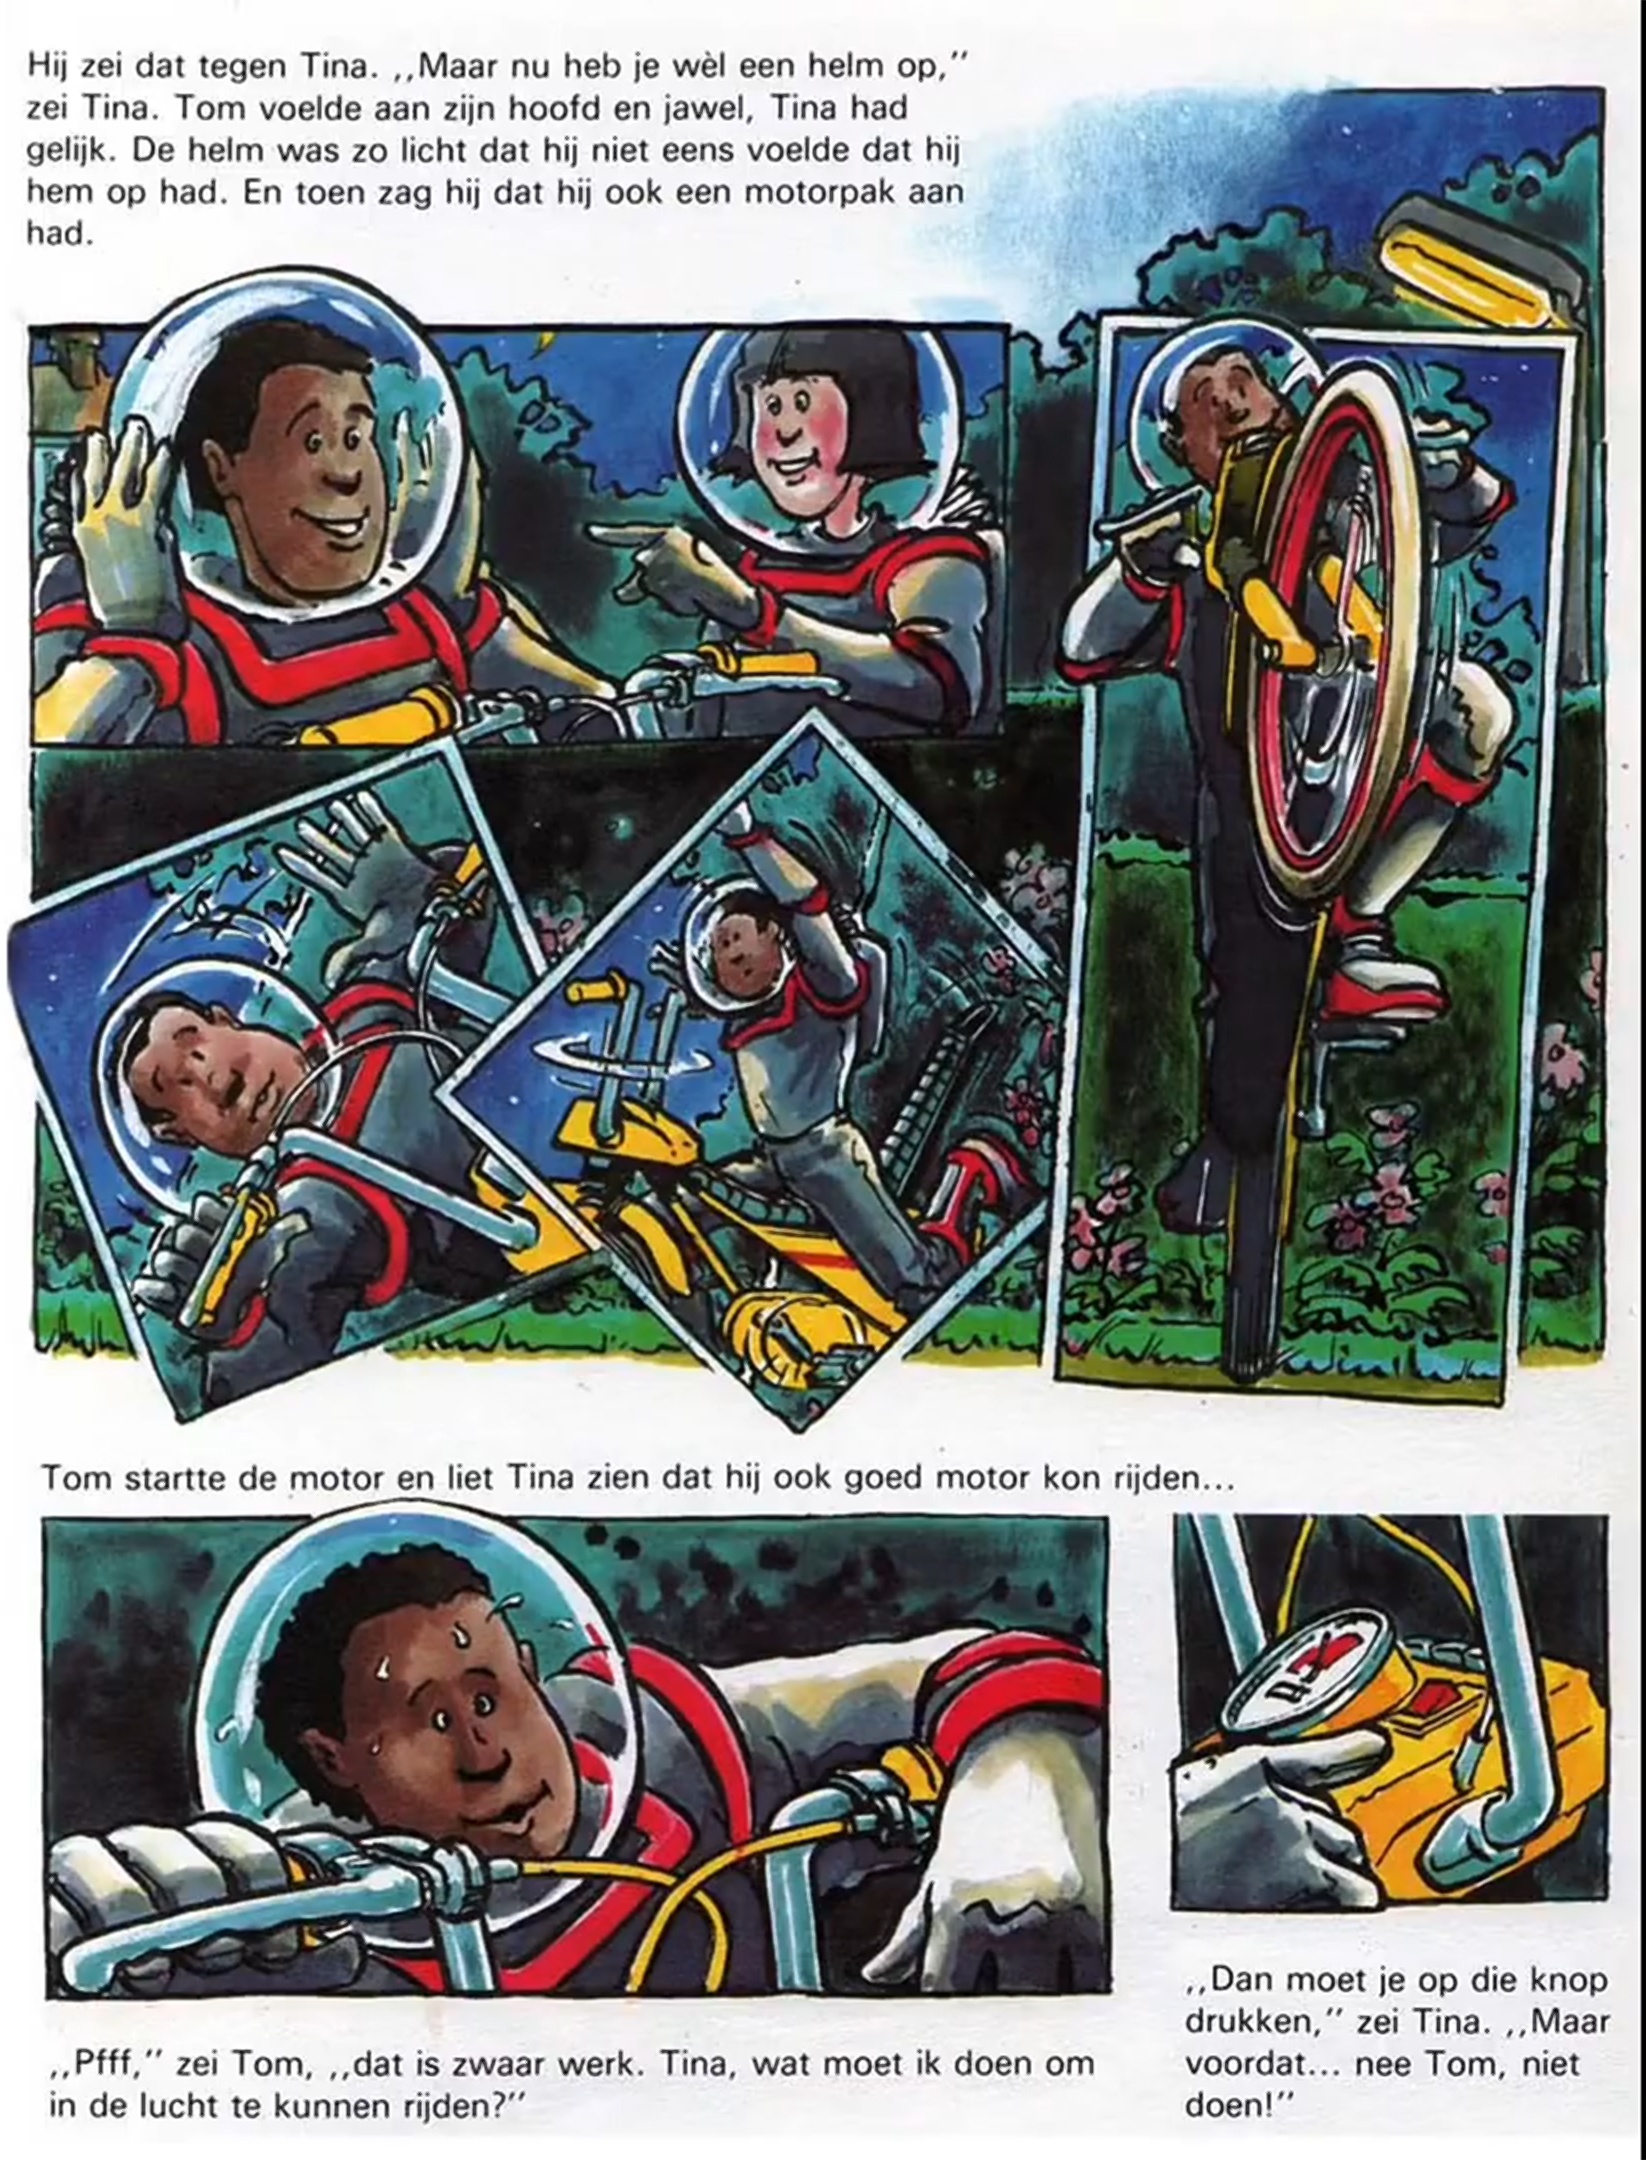 Hij zei dat tegen Tina. ,,Maar nu heb je wèl een helm op,''
zei Tina. Tom voelde aan zijn hoofd en jawel, Tina had
gelijk. De helm was zo licht dat hij niet eens voelde dat hij
hem op had. En toen zag hij dat hij ook een motorpak aan
had.
Tom startte de motor en liet Tina zien dat hij ook goed motor kon rijden...
,,Pfff,'' zei Tom, ,,dat is zwaar werk. Tina, wat moet ik doen om
in de lucht te kunnen rijden?''
,,Dan moet je op die knop
drukken,'' zei Tina. ,,Maar
voordat... nee Tom, niet
doen!''